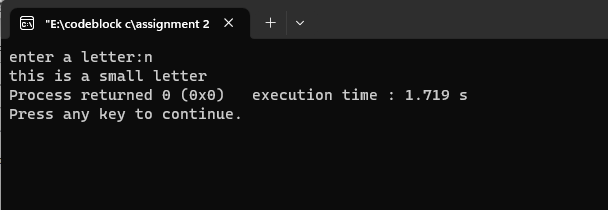 "E:\codeblock c\assignment 2
enter a letter:n
this is a small letter
Process returned 0 (0x0)   execution time : 1.719 s
Press any key to continue.